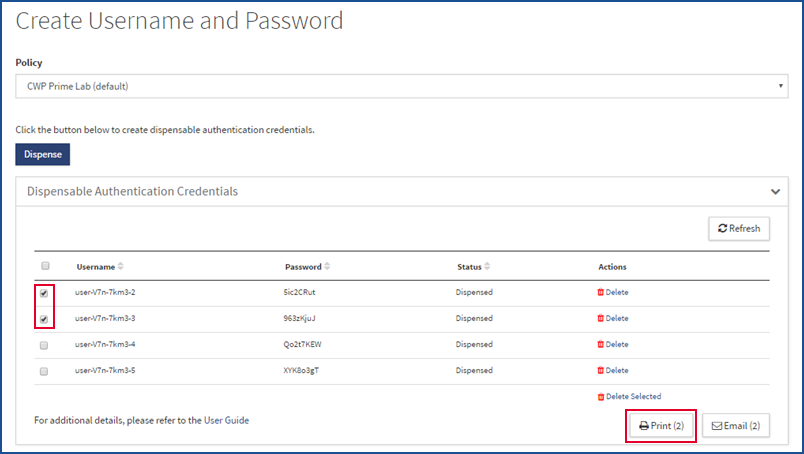 Create Username and Password
Policy
CWP Prime Lab (default)
Click the button below to create dispensable authentication credentials.
Dispense
Dispensable Authentication Credentials
Refresh
Username Password Status Actions
user-V7n-7km3-2 5ic2CRut Dispensed Delete
user-V7n-7km3-3 963zKjuJ Dispensed Delete
user-V7n-7km3-4 Qo2t7KEW Dispensed Delete
user-V7n-7km3-5 XYK8o3gT Dispensed Delete
Delete Selected
For additional details, please refer to the User Guide
Print (2) Email (2)